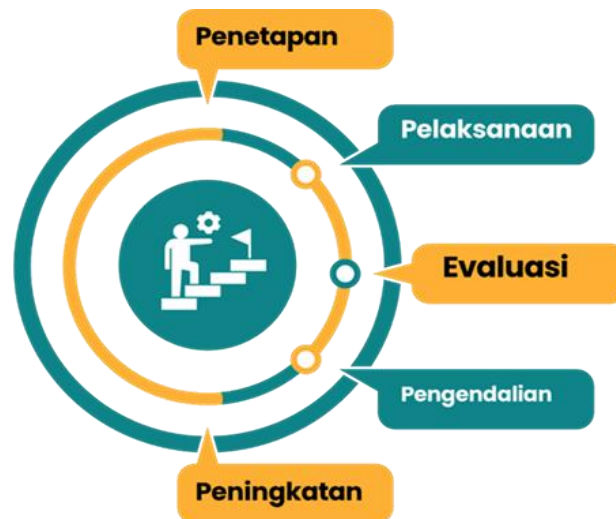 Penetapan
Pelaksanaan
Evaluasi
Pengendalian
Peningkatan